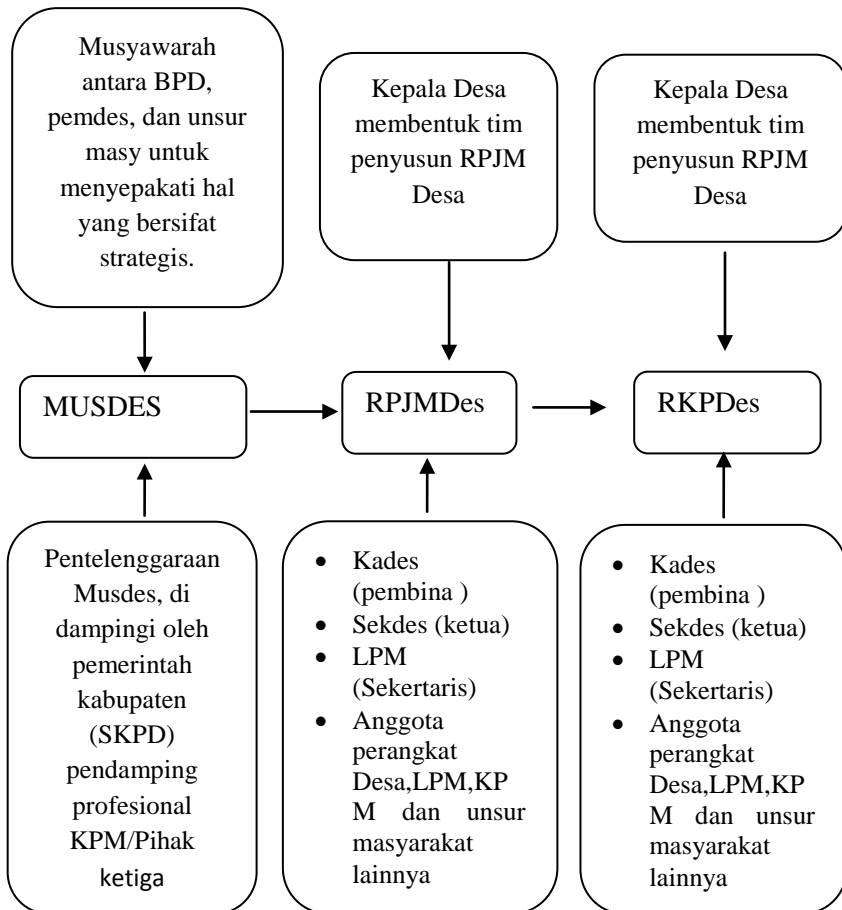 Musyawarah
antara BPD,
pemdes, dan unsur
masy untuk
menyepakati hal
yang bersifat
strategis.
Kepala Desa
membentuk tim
penyusun RPJM
Desa
Kepala Desa
membentuk tim
penyusun RPJM
Desa
MUSDES
RPJMDes
RKPDes
Pentelenggaraan
Musdes, di
dampingi oleh
pemerintah
kabupaten
(SKPD)
pendamping
profesional
KPM/Pihak
ketiga
• Kades
(pembina )
• Sekdes (ketua)
• LPM
(Sekertaris)
• Anggota
perangkat
Desa,LPM,KP
M dan unsur
masyarakat
lainnya
• Kades
(pembina )
• Sekdes (ketua)
• LPM
(Sekertaris)
• Anggota
perangkat
Desa,LPM,KP
M dan unsur
masyarakat
lainnya